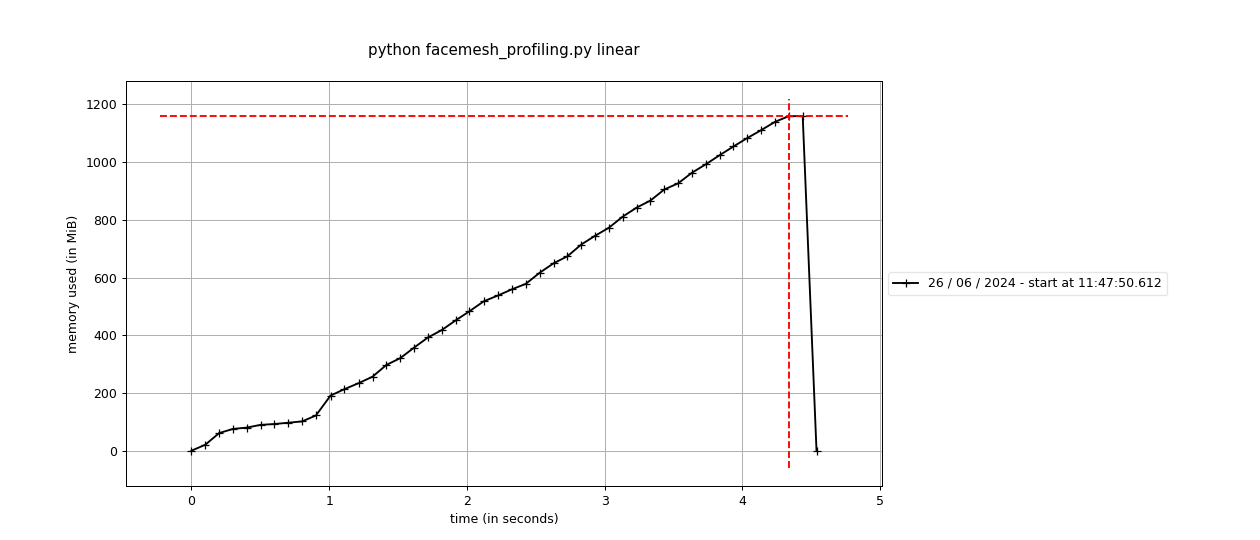 python facemesh_profiling.py linear
1200
1000
800
600
400
200
0
memory used (in MiB)
0 1 2 3 4 5
time (in seconds)
26 / 06 / 2024 - start at 11:47:50.612